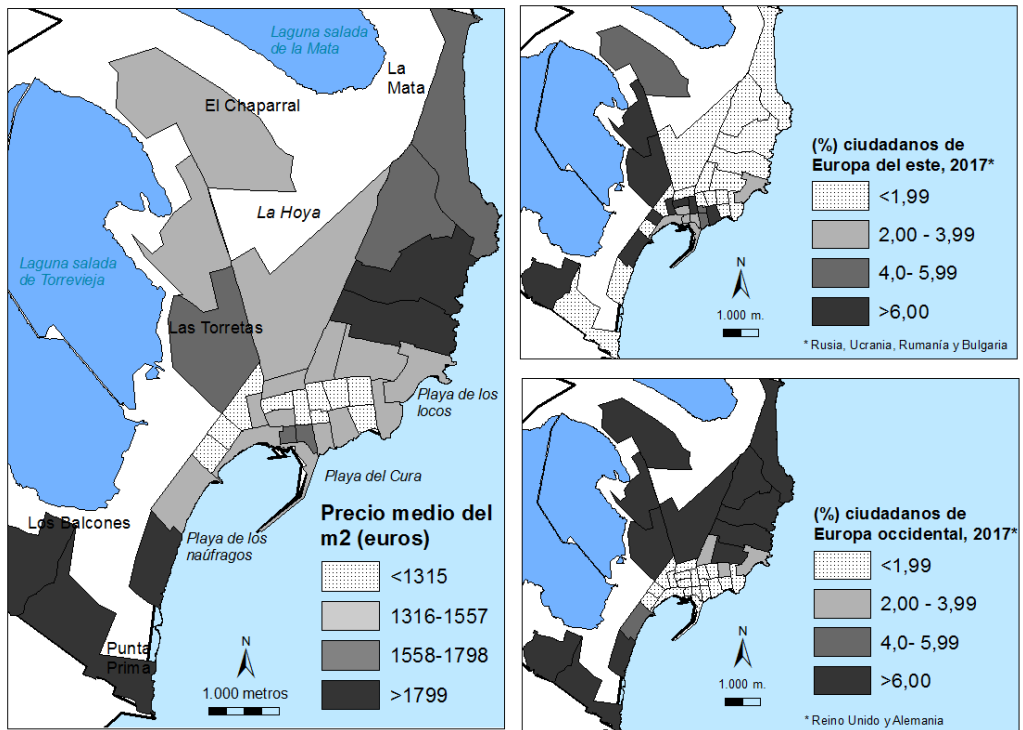 Laguna salada
de la Mata
La
Mata
El Chaparral
La Hoya
Laguna salada
de Torrevieja
Las Torretas
Playa de los
locos
Playa del Cura
Los Balcones
Playa de los
naúfragos
Punta
Prima
Precio medio del
m2 (euros)
<1315
1316-1557
1558-1798
>1799
N
1.000 metros
(%) ciudadanos de
Europa del este, 2017*
<1,99
2,00 - 3,99
4,0- 5,99
>6,00
N
1.000 m.
* Rusia, Ucrania, Rumanía y Bulgaria
(%) ciudadanos de
Europa occidental, 2017*
<1,99
2,00 - 3,99
4,0- 5,99
>6,00
N
1.000 m.
* Reino Unido y Alemania